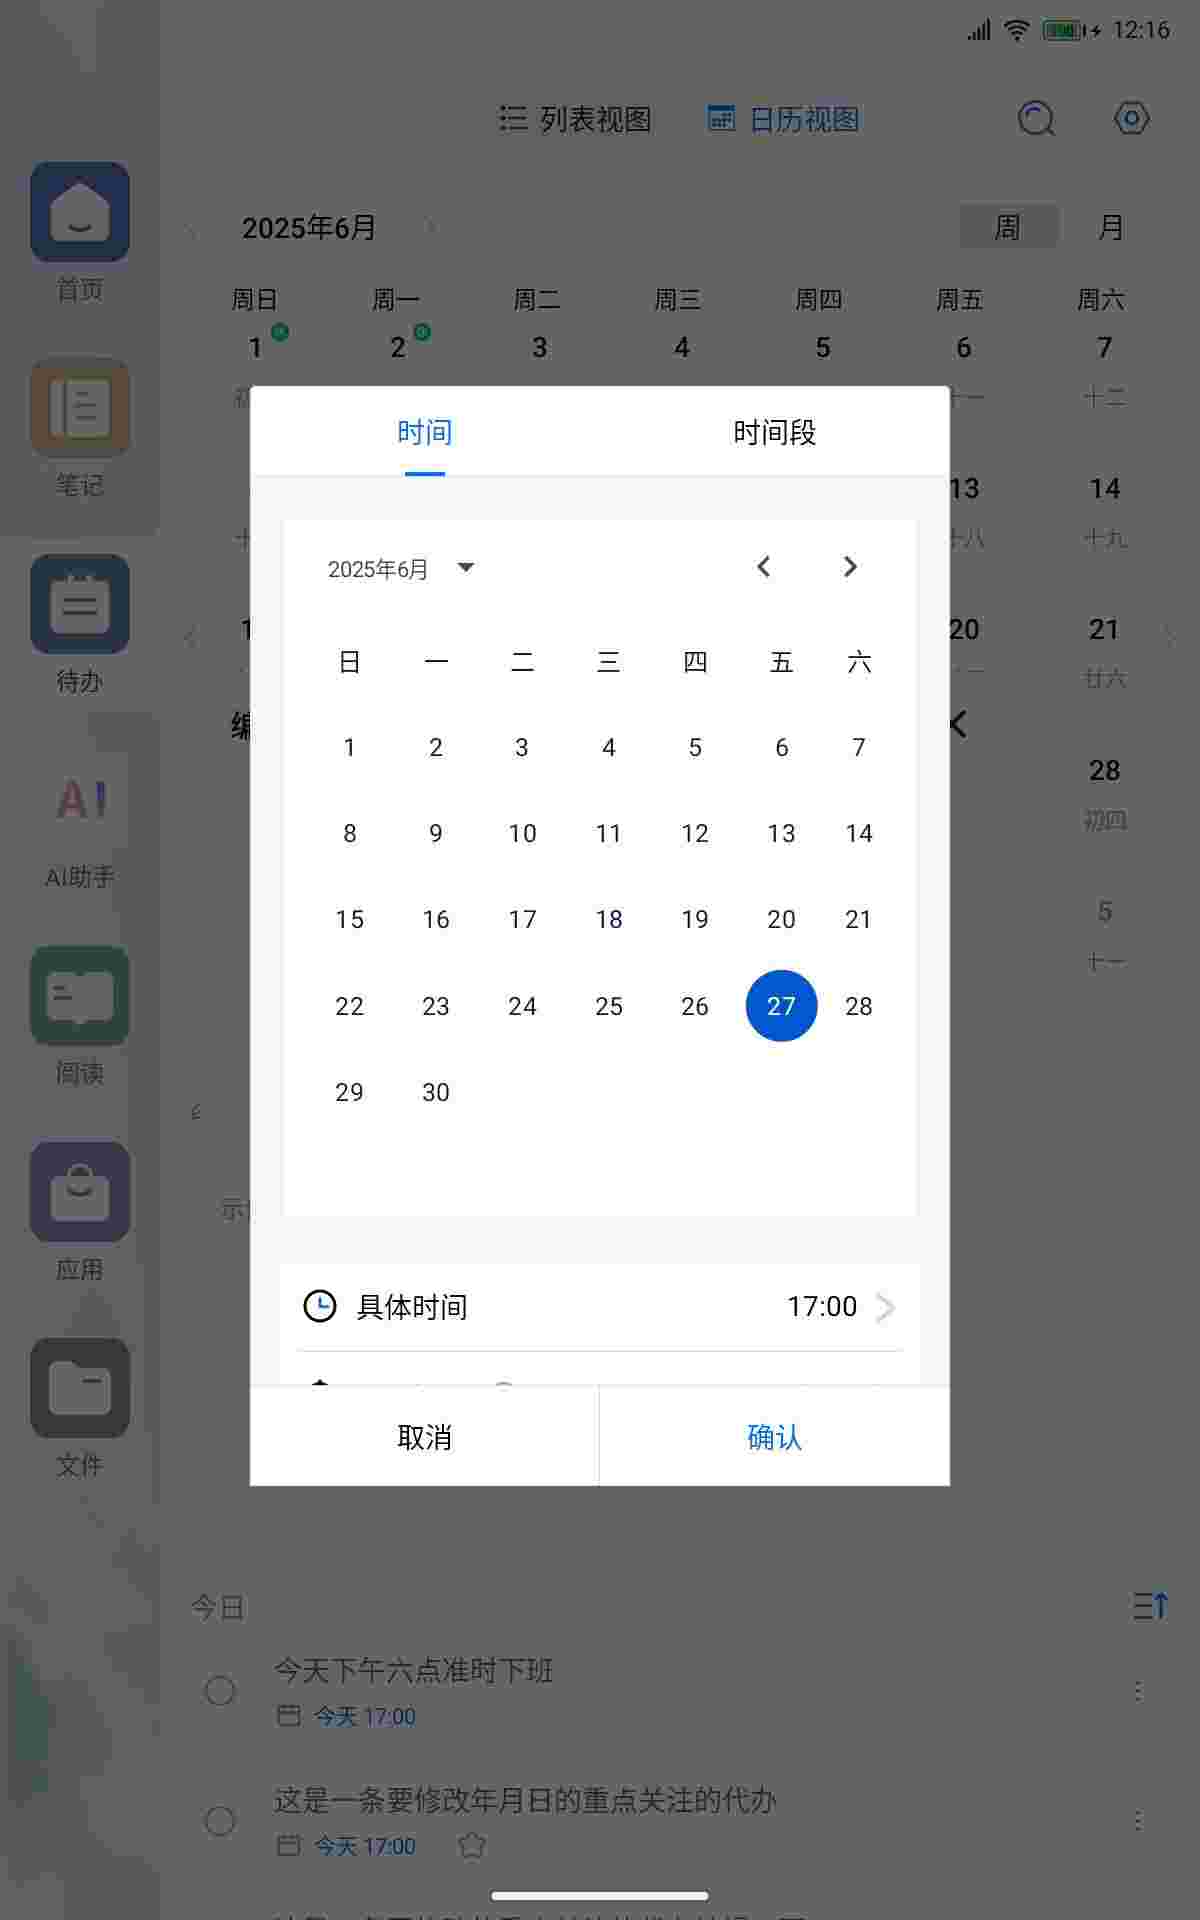 12:16
列表视图 日历视图
2025年6月 周 月
周日 周一 周二 周三 周四 周五 周六
1 2 3 4 5 6 7
十一 十二
时间 时间段
13 14
十八 十九
2025年6月
20 21
廿六
日 一 二 三 四 五 六
编
1 2 3 4 5 6 7
28
初四
8 9 10 11 12 13 14
15 16 17 18 19 20 21
5
十一
22 23 24 25 26 27 28
29 30
示
具体时间 17:00
取消 确认
首页
笔记
待办
AI
AI助手
阅读
应用
文件
今日
今天下午六点准时下班
今天 17:00
这是一条要修改年月日的重点关注的代办
今天 17:00